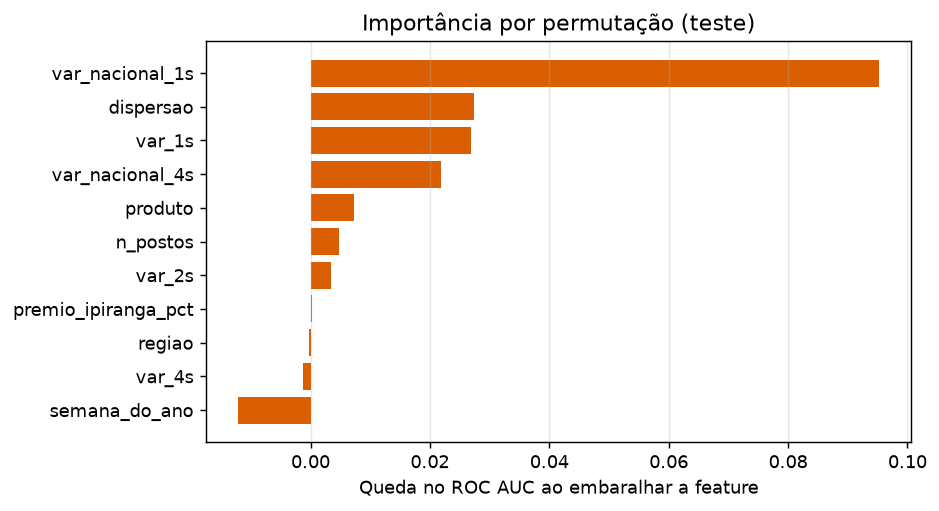 Importância por permutação (teste)
var_nacional_1s
dispersao
var_1s
var_nacional_4s
produto
n_postos
var_2s
premio_ipiranga_pct
regiao
var_4s
semana_do_ano
0.00 0.02 0.04 0.06 0.08 0.10
Queda no ROC AUC ao embaralhar a feature